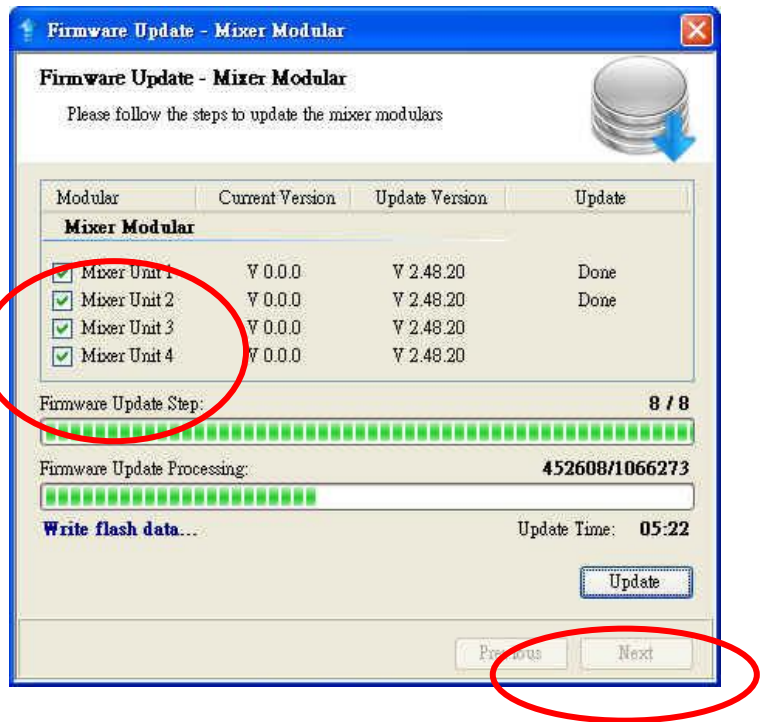 Firmware Update - Mixer Modular
Firmware Update - Mixer Modular
Please follow the steps to update the mixer modulars
Modular Current Version Update Version Update
Mixer Modular
Mixer Unit 1 V 0.0.0 V 2.48.20 Done
Mixer Unit 2 V 0.0.0 V 2.48.20 Done
Mixer Unit 3 V 0.0.0 V 2.48.20
Mixer Unit 4 V 0.0.0 V 2.48.20
Firmware Update Step: 8 / 8
Firmware Update Processing: 452608/1066273
Write flash data... Update Time: 05:22
Update
Previous Next